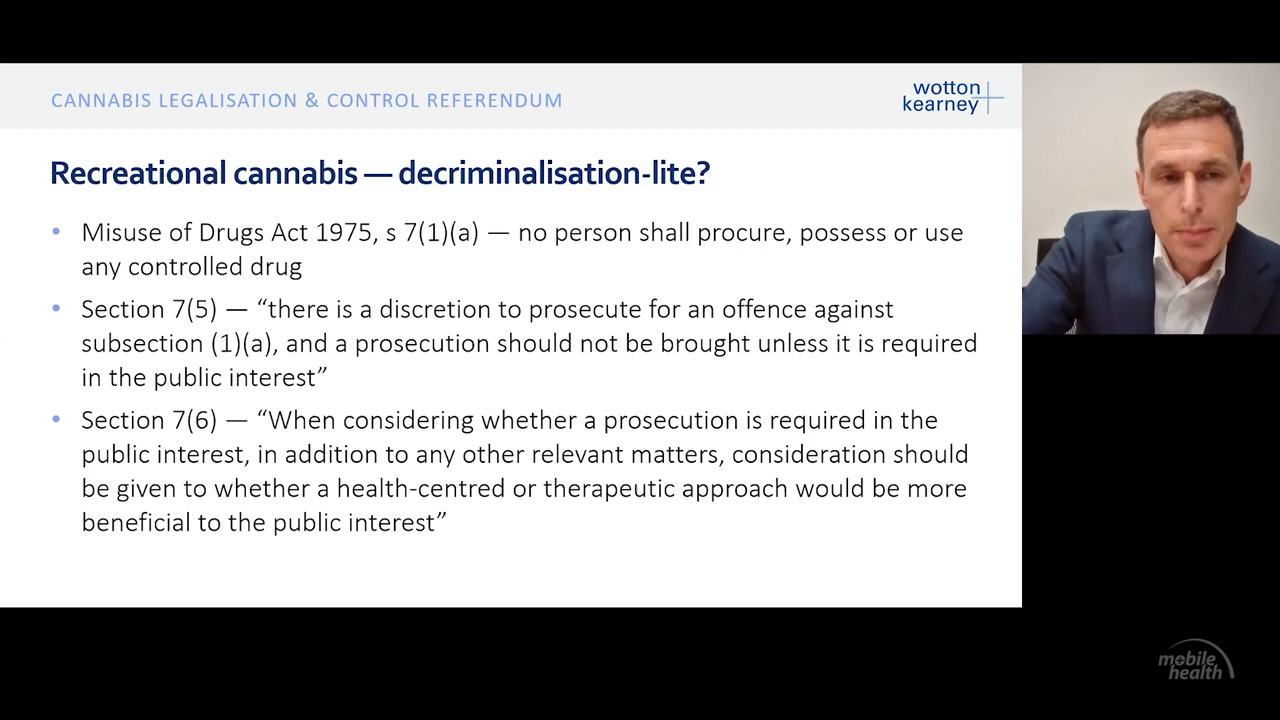 CANNABIS LEGALISATION & CONTROL REFERENDUM
wotton
kearney
Recreational cannabis — decriminalisation-lite?
• Misuse of Drugs Act 1975, s 7(1)(a) — no person shall procure, possess or use
any controlled drug
• Section 7(5) — “there is a discretion to prosecute for an offence against
subsection (1)(a), and a prosecution should not be brought unless it is required
in the public interest”
• Section 7(6) — “When considering whether a prosecution is required in the
public interest, in addition to any other relevant matters, consideration should
be given to whether a health-centred or therapeutic approach would be more
beneficial to the public interest”
mobile
health